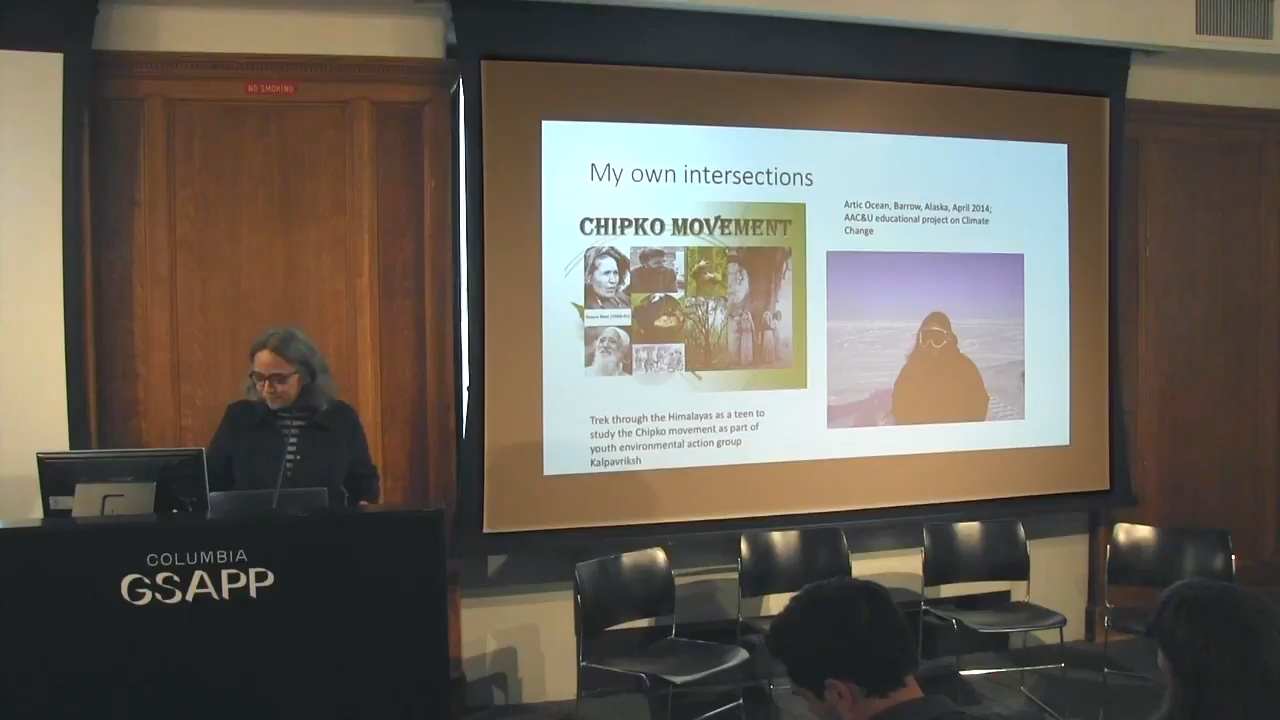 NO SMOKING
My own intersections
CHIPKO MOVEMENT
Artic Ocean, Barrow, Alaska, April 2014;
AAC&U educational project on Climate
Change
Trek through the Himalayas as a teen to
study the Chipko movement as part of
youth environmental action group
Kalpavriksh
COLUMBIA
GSAPP